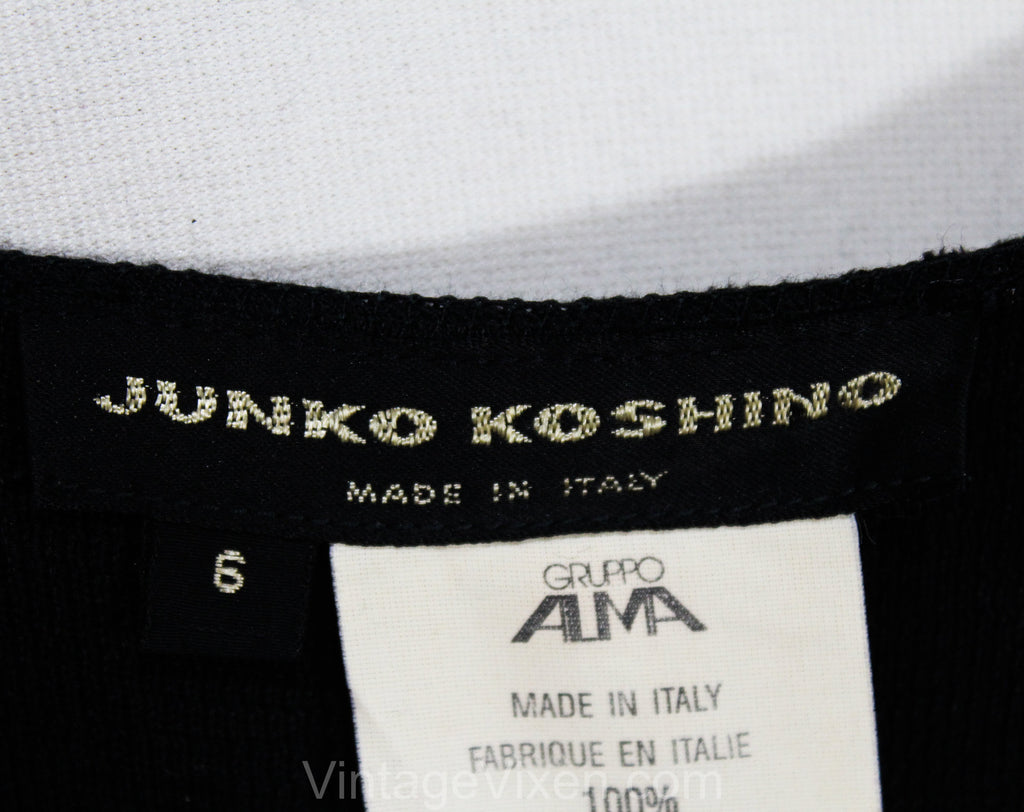 JUNKO KOSHINO
MADE IN ITALY
6
GRUPPO
ALMA
MADE IN ITALY
FABRIQUE EN ITALIE
100%
VintageVixen.com